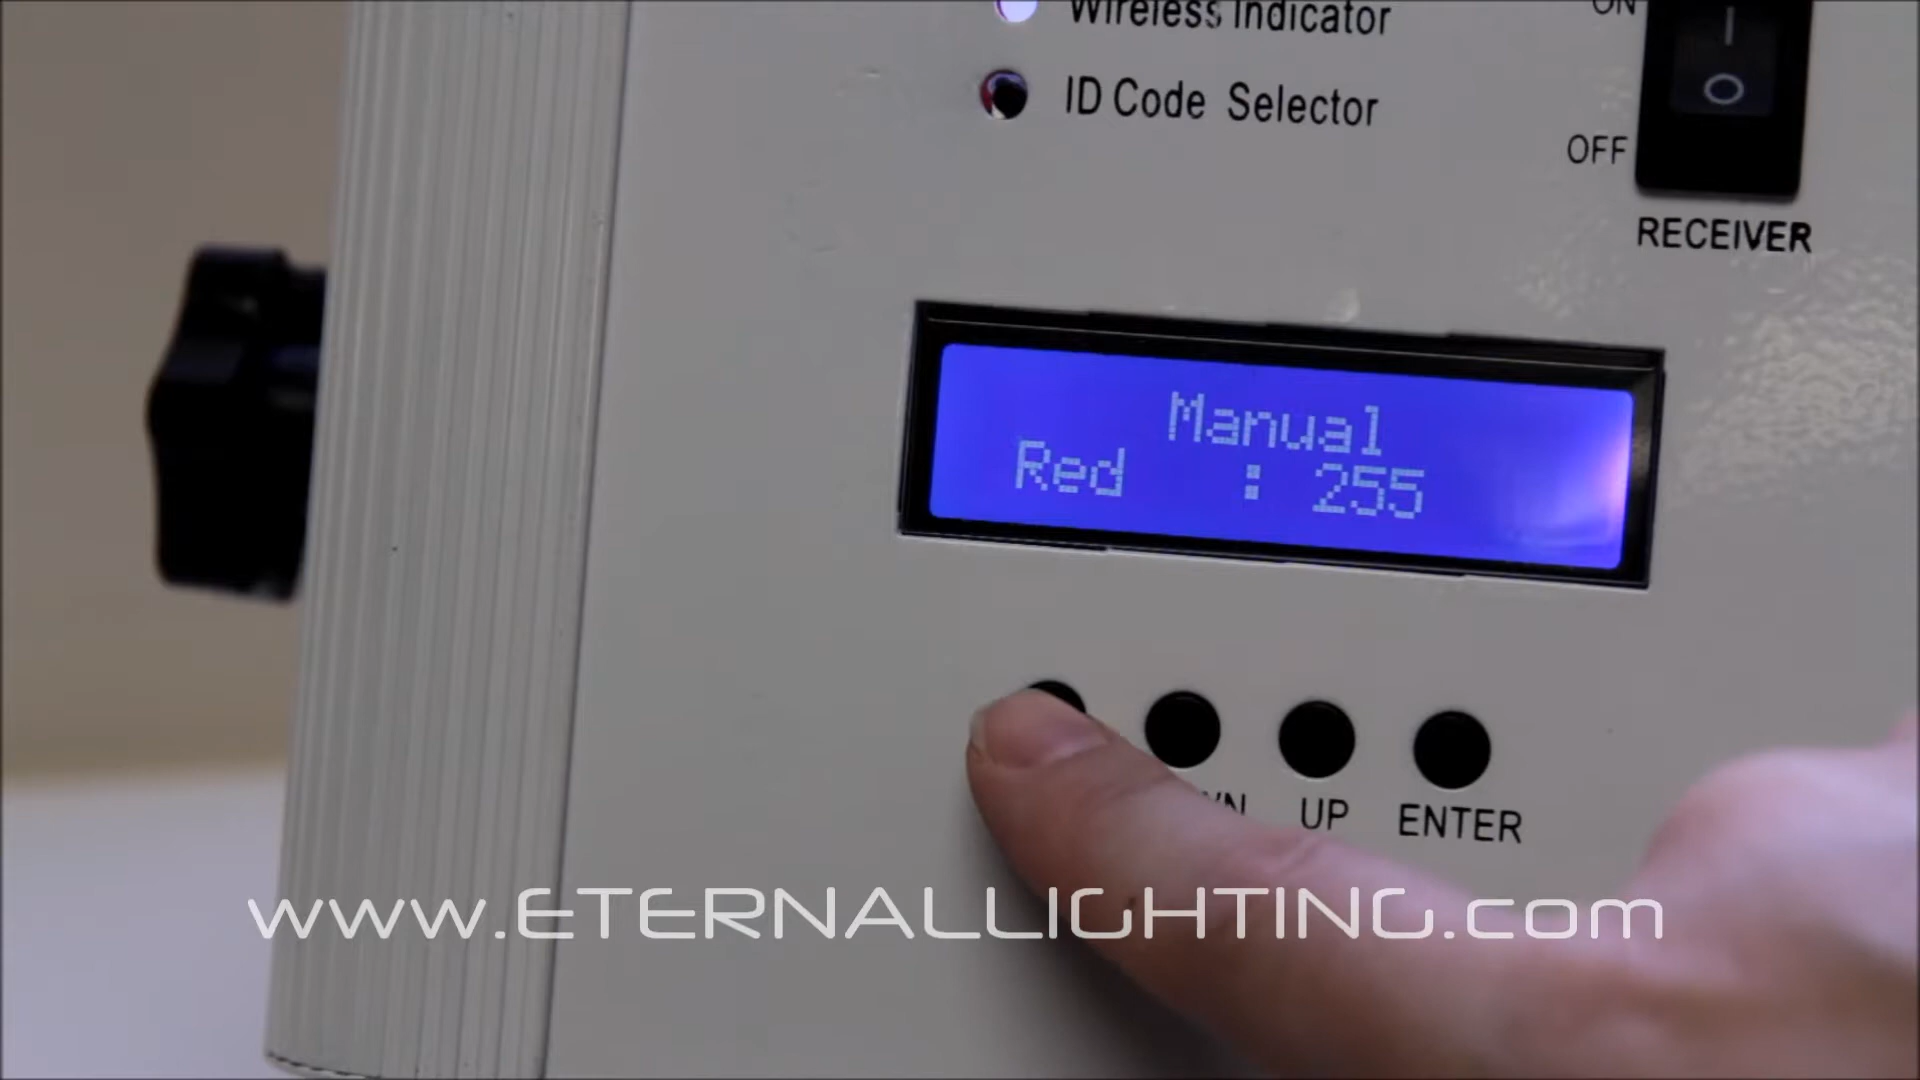 Wireless Indicator
ON
ID Code Selector
OFF
RECEIVER
Manual
Red : 255
UP
ENTER
www.ETERNALLIGHTING.com